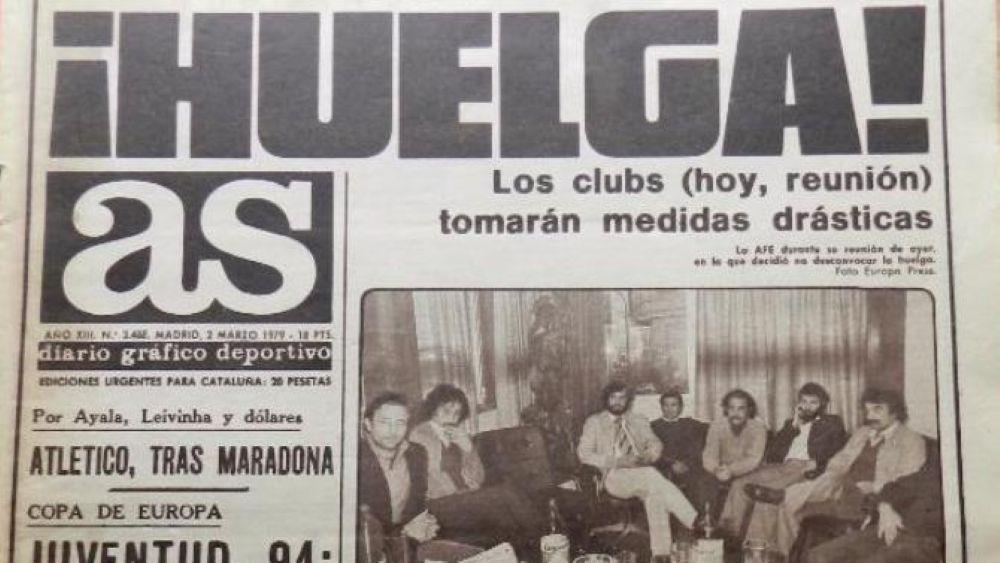 ¡HUELGA!
Los clubs (hoy, reunión)
tomarán medidas drásticas
La AFE durante su reunión de ayer,
en la que decidió no desconvocar la huelga.
Foto Europa Press.
as
AÑO XIII. N.º MADRID, 2 MARZO 1979 - 18 PTS.
diario gráfico deportivo
EDICIONES URGENTES PARA CATALUÑA: 20 PESETAS
Por Ayala, Leivinha y dólares
ATLETICO, TRAS MARADONA
COPA DE EUROPA
JUVENTUD, 94;